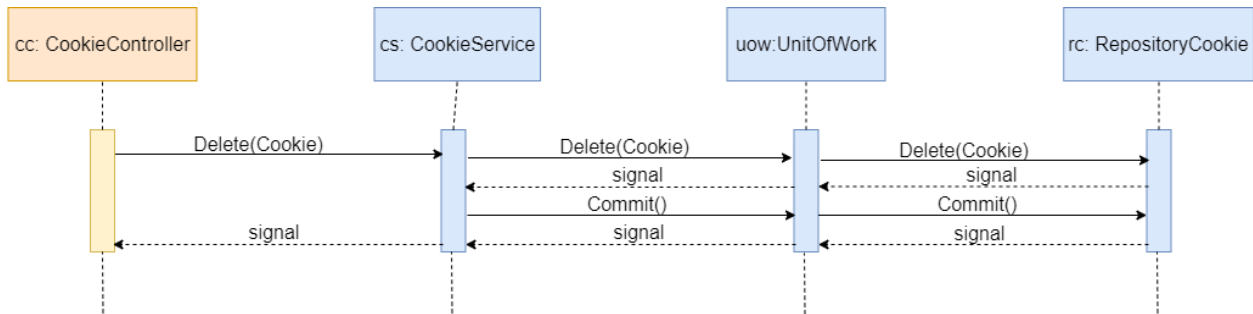 cc: CookieController
cs: CookieService
uow:UnitOfWork
rc: RepositoryCookie
Delete(Cookie)
Delete(Cookie)
Delete(Cookie)
signal
signal
Commit()
Commit()
signal
signal
signal